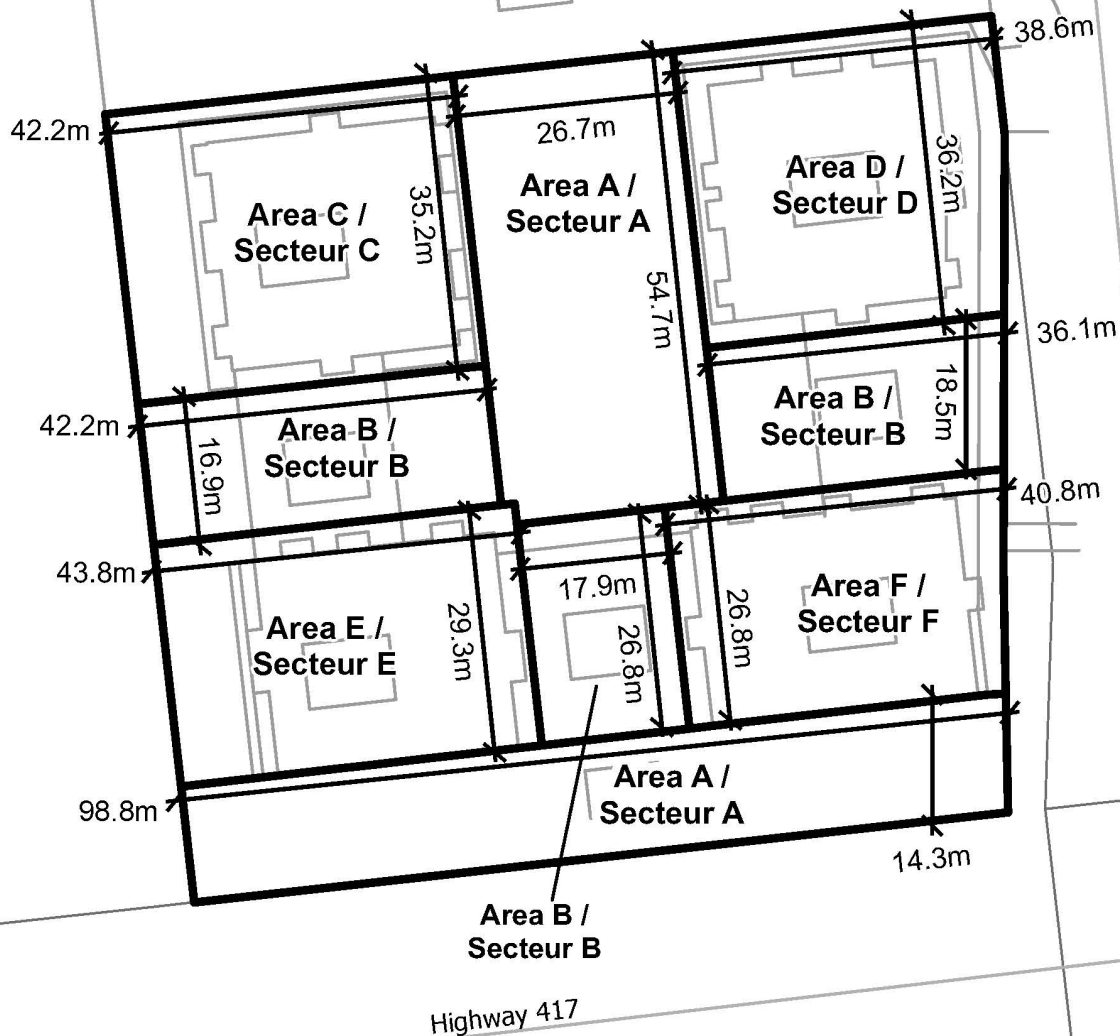 38.6m
42.2m
26.7m
Area D /
Secteur D
36.2m
Area A /
Secteur A
Area C /
Secteur C
35.2m
54.7m
36.1m
42.2m
Area B /
Secteur B
18.5m
Area B /
Secteur B
16.9m
40.8m
43.8m
17.9m
Area F /
Secteur F
29.3m
26.8m
26.8m
Area E /
Secteur E
98.8m
Area A /
Secteur A
14.3m
Area B /
Secteur B
Highway 417